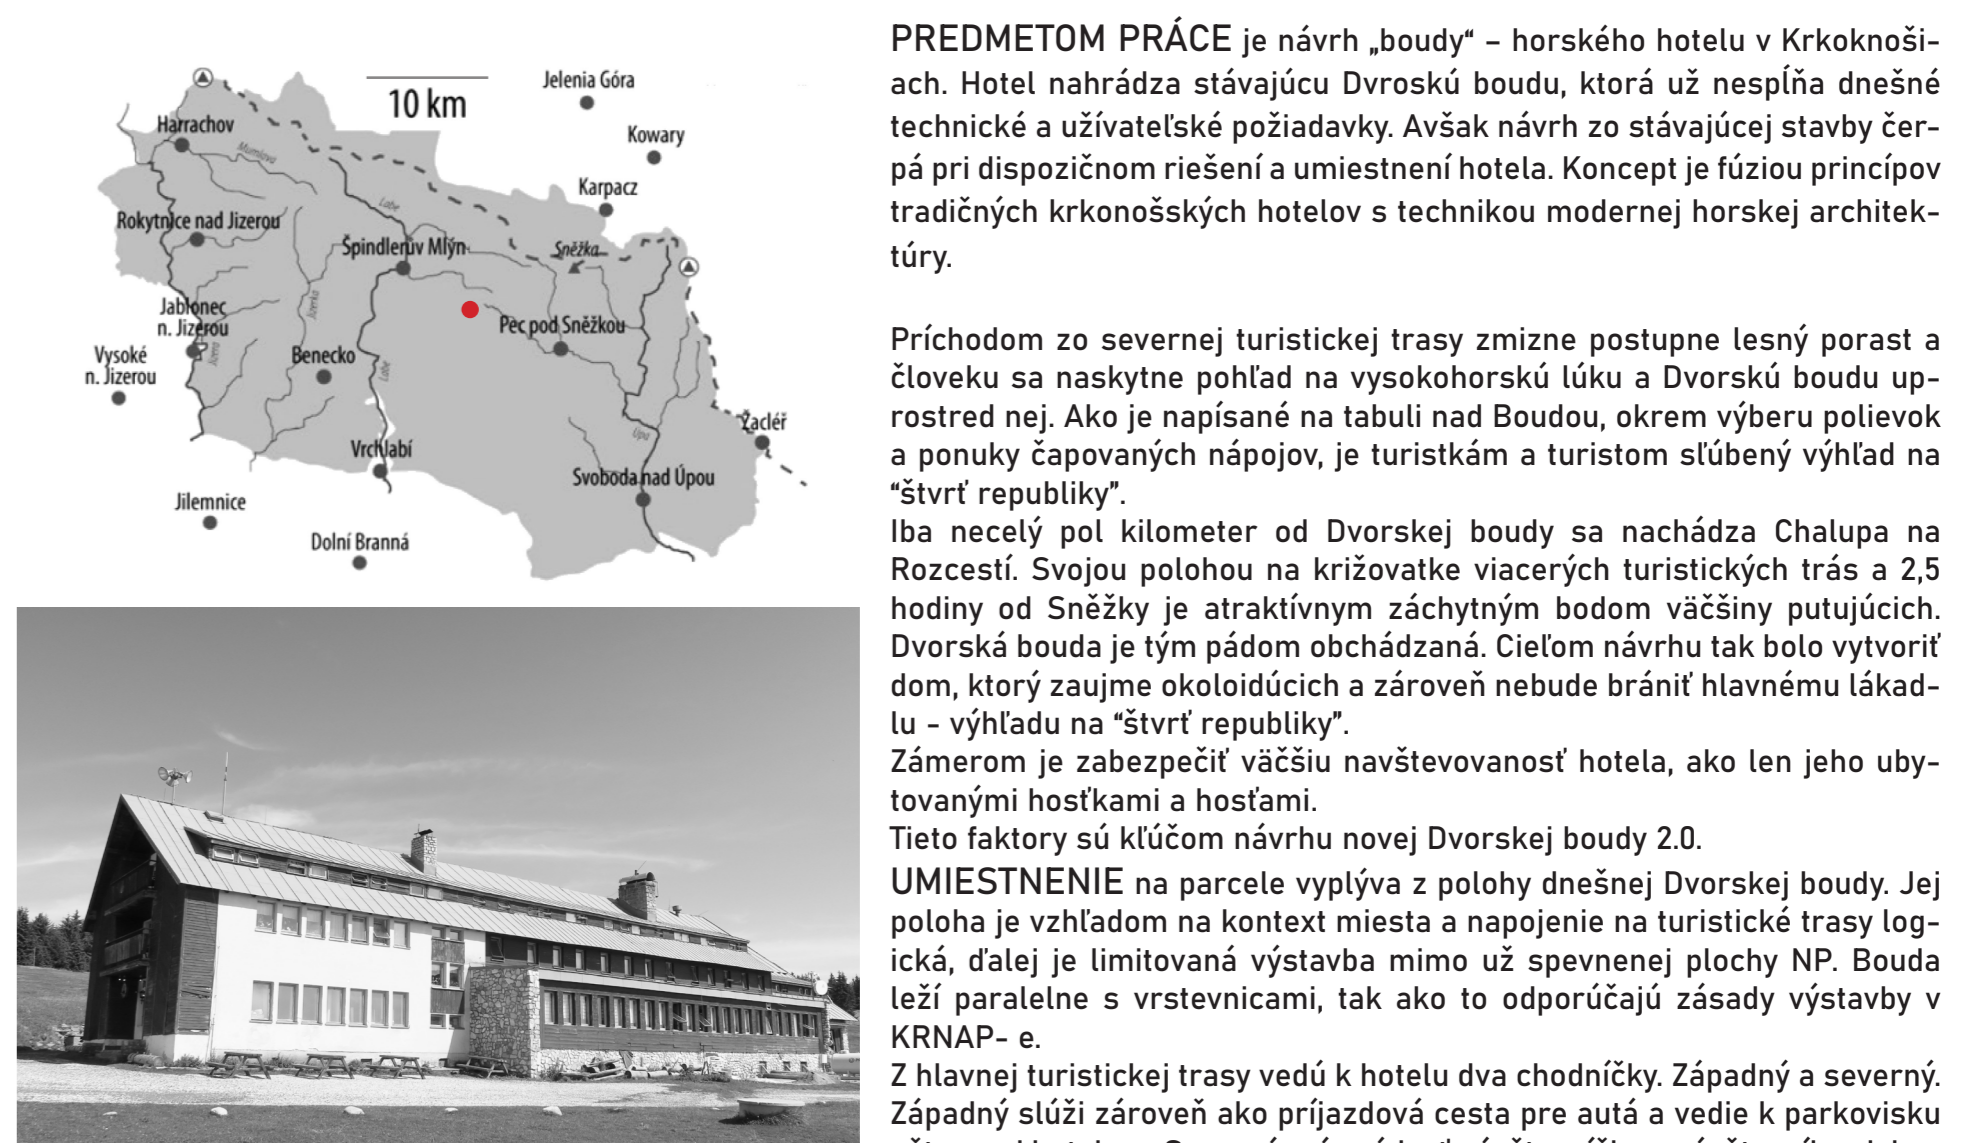 10 km
Jelenia Góra
Kowary
Harrachov
Mumlava
Karpacz
Labe
Rokytnice nad Jizerou
Špindlerův Mlýn
Sněžka
Jablonec
n. Jizerou
Jizerka
Pec pod Sněžkou
Vysoké
n. Jizerou
Jizera
Benecko
Labe
Žacléř
Úpa
Vrchlabí
Svoboda nad Úpou
Jilemnice
Dolní Branná
PREDMETOM PRÁCE je návrh „boudy“ – horského hotelu v Krkoknoši-
ach. Hotel nahrádza stávajúcu Dvroskú boudu, ktorá už nespĺňa dnešné
technické a užívateľské požiadavky. Avšak návrh zo stávajúcej stavby čer-
pá pri dispozičnom riešení a umiestnení hotela. Koncept je fúziou princípov
tradičných krkonošských hotelov s technikou modernej horskej architek-
túry.
Príchodom zo severnej turistickej trasy zmizne postupne lesný porast a
človeku sa naskytne pohľad na vysokohorskú lúku a Dvorskú boudu up-
rostred nej. Ako je napísané na tabuli nad Boudou, okrem výberu polievok
a ponuky čapovaných nápojov, je turistkám a turistom sľúbený výhľad na
“štvrť republiky”.
Iba necelý pol kilometer od Dvorskej boudy sa nachádza Chalupa na
Rozcestí. Svojou polohou na križovatke viacerých turistických trás a 2,5
hodiny od Sněžky je atraktívnym záchytným bodom väčšiny putujúcich.
Dvorská bouda je tým pádom obchádzaná. Cieľom návrhu tak bolo vytvoriť
dom, ktorý zaujme okoloidúcich a zároveň nebude brániť hlavnému lákad-
lu - výhľadu na “štvrť republiky”.
Zámerom je zabezpečiť väčšiu navštevovanosť hotela, ako len jeho uby-
tovanými hosťkami a hosťami.
Tieto faktory sú kľúčom návrhu novej Dvorskej boudy 2.0.
UMIESTNENIE na parcele vyplýva z polohy dnešnej Dvorskej boudy. Jej
poloha je vzhľadom na kontext miesta a napojenie na turistické trasy log-
ická, ďalej je limitovaná výstavba mimo už spevnenej plochy NP. Bouda
leží paralelne s vrstevnicami, tak ako to odporúčajú zásady výstavby v
KRNAP- e.
Z hlavnej turistickej trasy vedú k hotelu dva chodníčky. Západný a severný.
Západný slúži zároveň ako príjazdová cesta pre autá a vedie k parkovisku